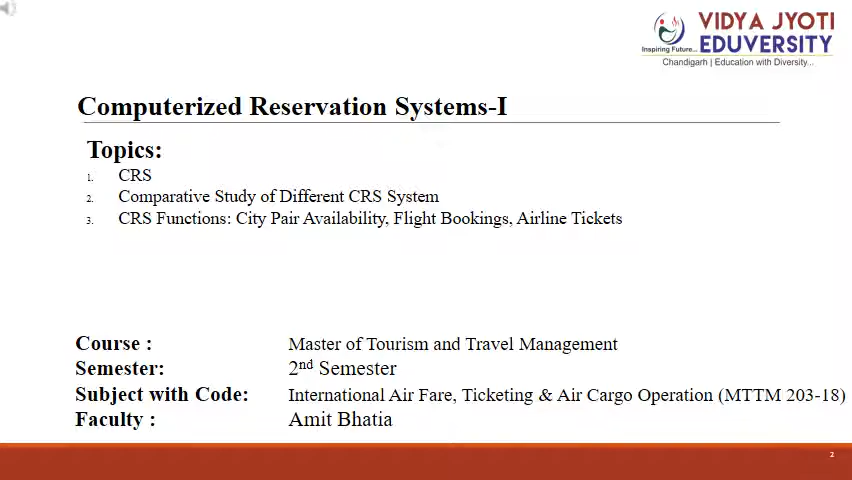 VIDYA JYOTI
EDUVERSITY
Inspiring Future...
Chandigarh | Education with Diversity...
Computerized Reservation Systems-I
Topics:
1. CRS
2. Comparative Study of Different CRS System
3. CRS Functions: City Pair Availability, Flight Bookings, Airline Tickets
Course : Master of Tourism and Travel Management
Semester: 2nd Semester
Subject with Code: International Air Fare, Ticketing & Air Cargo Operation (MTTM 203-18)
Faculty : Amit Bhatia
2